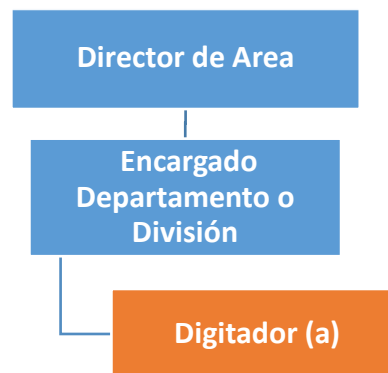 Director de Area
Encargado
Departamento o
División
Digitador (a)